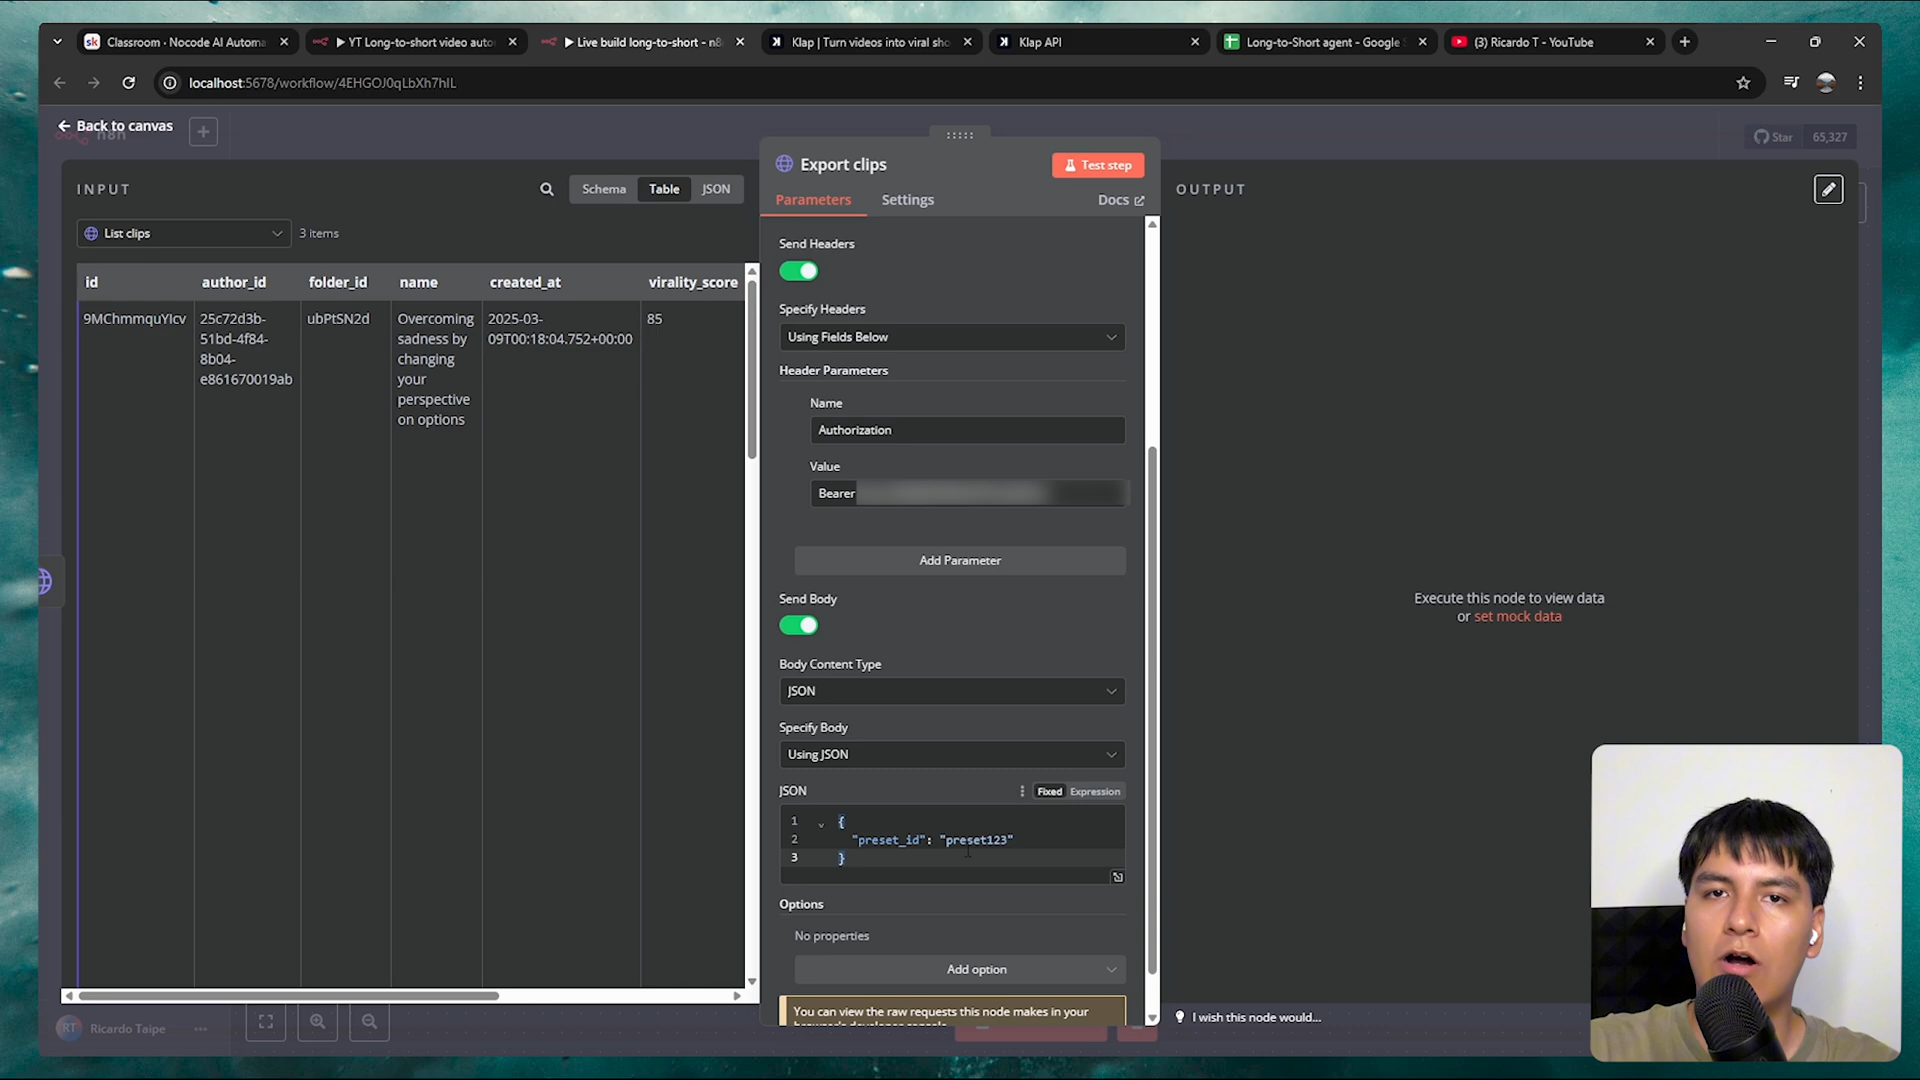 Classroom · Nocode AI Automa
YT Long-to-short video auto
Live build long-to-short - n8
Klap | Turn videos into viral sho
Klap API
Long-to-Short agent - Google
(3) Ricardo T - YouTube
localhost:5678/workflow/4EHGOJ0qLbXh7hIL
Back to canvas
n8n
Star
65,327
INPUT
Schema
Table
JSON
List clips
3 items
id
author_id
folder_id
name
created_at
virality_score
9MChmmquYIcv
25c72d3b-
51bd-4f84-
8b04-
e861670019ab
ubPtSN2d
Overcoming
sadness by
changing
your
perspective
on options
2025-03-
09T00:18:04.752+00:00
85
Export clips
Test step
Parameters
Settings
Docs
Send Headers
Specify Headers
Using Fields Below
Header Parameters
Name
Authorization
Value
Bearer
Add Parameter
Send Body
Body Content Type
JSON
Specify Body
Using JSON
JSON
Fixed
Expression
1 {
2 "preset_id": "preset123"
3 }
Options
No properties
Add option
You can view the raw requests this node makes in your
browser's developer console
OUTPUT
Execute this node to view data
or set mock data
I wish this node would...
RT
Ricardo Taipe
sk